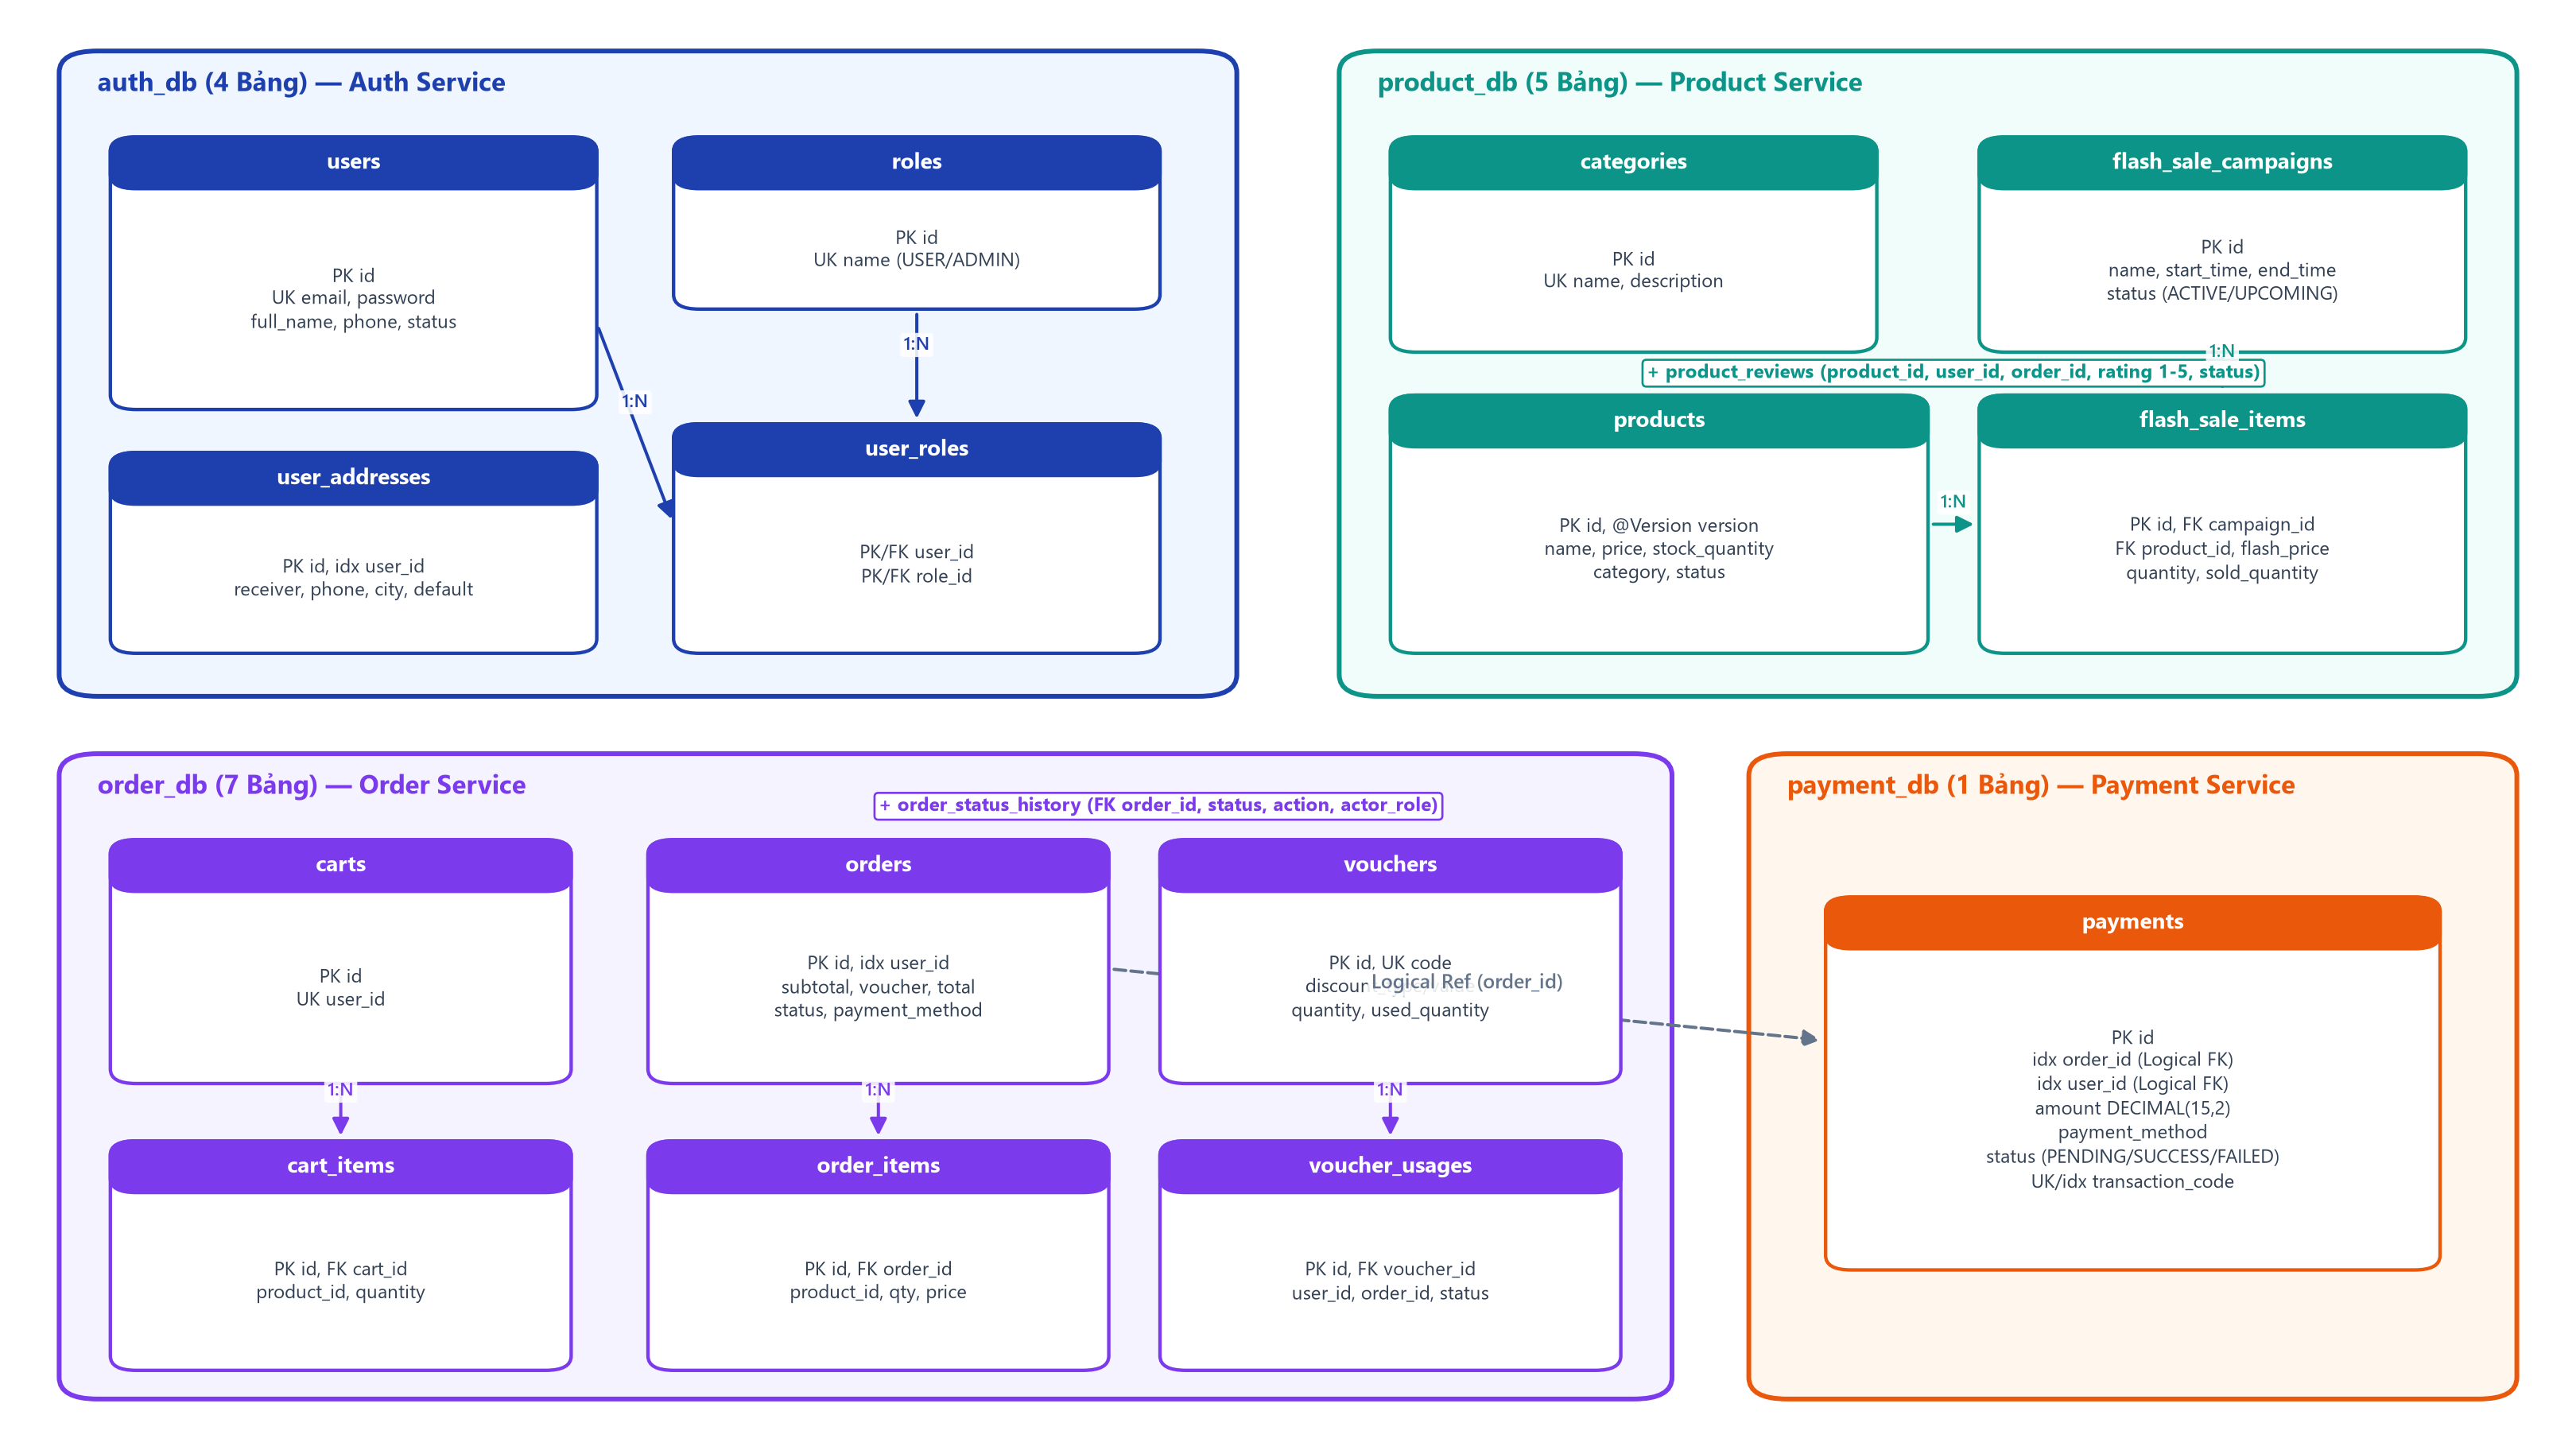 auth_db (4 Bảng) — Auth Service
users
PK id
UK email, password
full_name, phone, status
roles
PK id
UK name (USER/ADMIN)
1:N
1:N
user_addresses
PK id, idx user_id
receiver, phone, city, default
user_roles
PK/FK user_id
PK/FK role_id
product_db (5 Bảng) — Product Service
categories
PK id
UK name, description
flash_sale_campaigns
PK id
name, start_time, end_time
status (ACTIVE/UPCOMING)
1:N
+ product_reviews (product_id, user_id, order_id, rating 1-5, status)
products
PK id, @Version version
name, price, stock_quantity
category, status
1:N
flash_sale_items
PK id, FK campaign_id
FK product_id, flash_price
quantity, sold_quantity
order_db (7 Bảng) — Order Service
+ order_status_history (FK order_id, status, action, actor_role)
carts
PK id
UK user_id
orders
PK id, idx user_id
subtotal, voucher, total
status, payment_method
vouchers
PK id, UK code
Logical Ref (order_id)
quantity, used_quantity
1:N
1:N
1:N
cart_items
PK id, FK cart_id
product_id, quantity
order_items
PK id, FK order_id
product_id, qty, price
voucher_usages
PK id, FK voucher_id
user_id, order_id, status
payment_db (1 Bảng) — Payment Service
payments
PK id
idx order_id (Logical FK)
idx user_id (Logical FK)
amount DECIMAL(15,2)
payment_method
status (PENDING/SUCCESS/FAILED)
UK/idx transaction_code